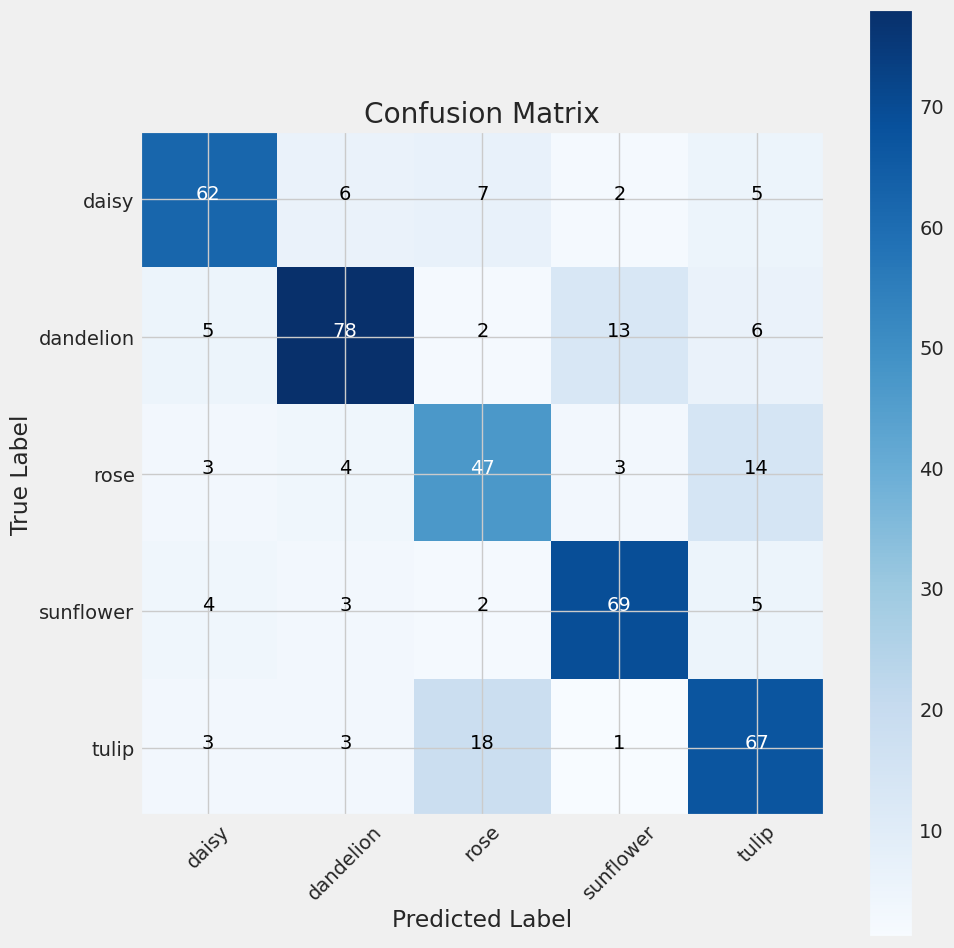 Confusion Matrix
daisy 62 6 7 2 5
dandelion 5 78 2 13 6
rose 3 4 47 3 14
sunflower 4 3 2 69 5
tulip 3 3 18 1 67
daisy dandelion rose sunflower tulip
True Label
Predicted Label
70
60
50
40
30
20
10